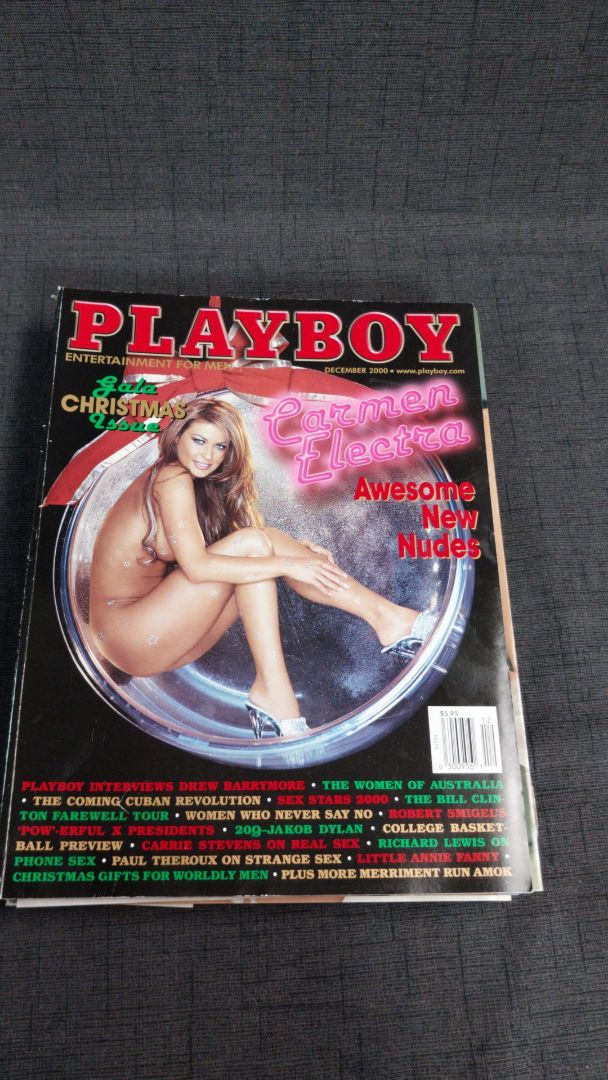 PLAYBOY
ENTERTAINMENT FOR MEN
DECEMBER 2000 • www.playboy.com
Gala
CHRISTMAS
Issue
Carmen
Electra
Awesome
New
Nudes
$5.95
12
PLAYBOY INTERVIEWS DREW BARRYMORE • THE WOMEN OF AUSTRALIA
• THE COMING CUBAN REVOLUTION • SEX STARS 2000 • THE BILL CLIN-
TON FAREWELL TOUR • WOMEN WHO NEVER SAY NO • ROBERT SMIGEL'S
'POW'-ERFUL X PRESIDENTS • 20Q–JAKOB DYLAN • COLLEGE BASKET-
BALL PREVIEW • CARRIE STEVENS ON REAL SEX • RICHARD LEWIS ON
PHONE SEX • PAUL THEROUX ON STRANGE SEX • LITTLE ANNIE FANNY •
CHRISTMAS GIFTS FOR WORLDLY MEN • PLUS MORE MERRIMENT RUN AMOK